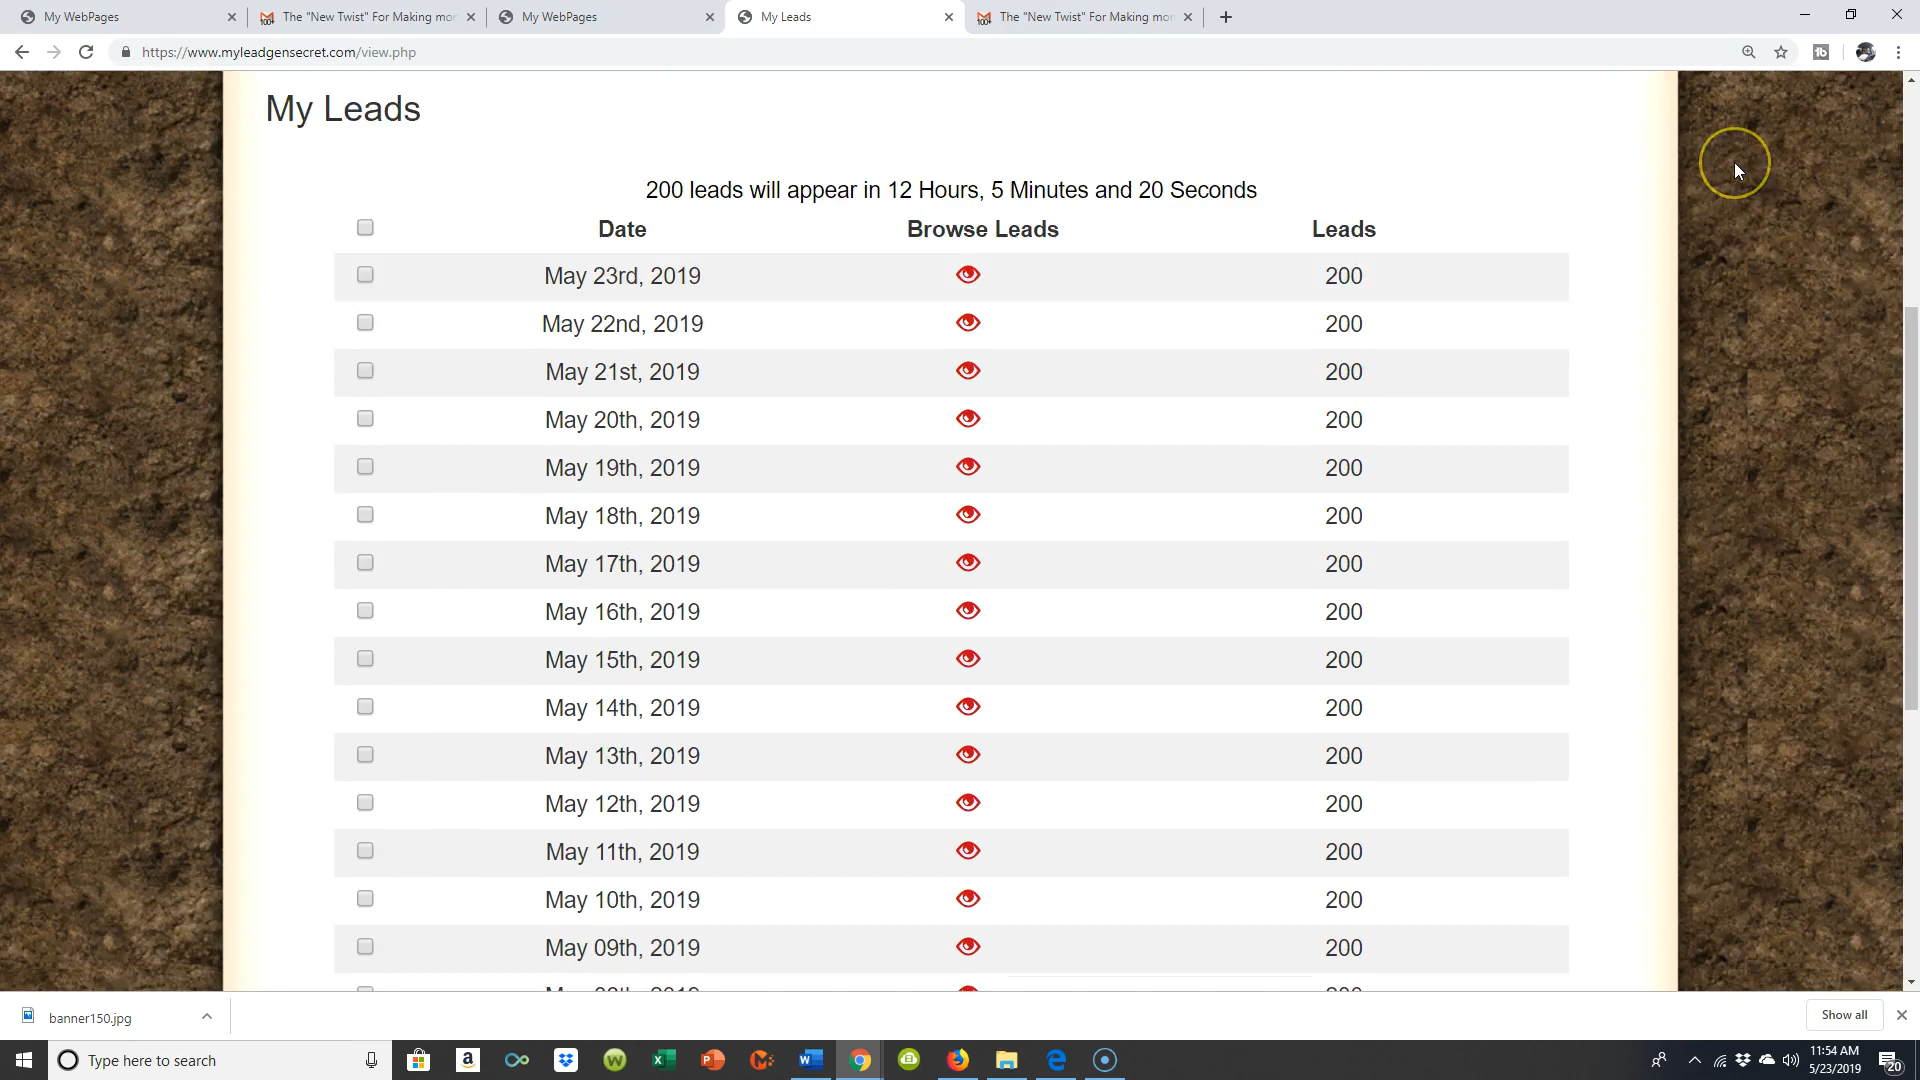 My WebPages
The "New Twist" For Making mor
My WebPages
My Leads
The "New Twist" For Making mor
https://www.myleadgensecret.com/view.php
My Leads
200 leads will appear in 12 Hours, 5 Minutes and 20 Seconds
Date Browse Leads Leads
May 23rd, 2019 200
May 22nd, 2019 200
May 21st, 2019 200
May 20th, 2019 200
May 19th, 2019 200
May 18th, 2019 200
May 17th, 2019 200
May 16th, 2019 200
May 15th, 2019 200
May 14th, 2019 200
May 13th, 2019 200
May 12th, 2019 200
May 11th, 2019 200
May 10th, 2019 200
May 09th, 2019 200
banner150.jpg
Show all
Type here to search
11:54 AM
5/23/2019
20